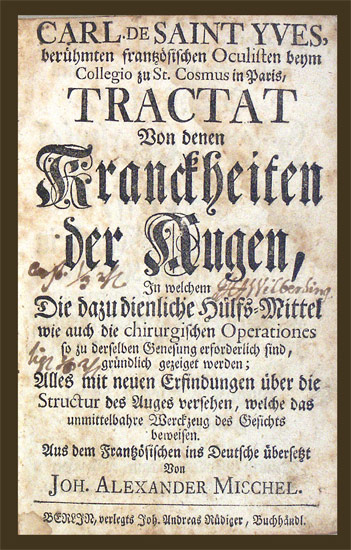 CARL. DE SAINT YVES,
berühmten frantzösischen Oculisten beym
Collegio zu St. Cosmus in Paris,
TRACTAT
Von denen
Kranckheiten
der Augen,
In welchem
Die dazu dienliche Hülfs-Mittel
wie auch die chirurgischen Operationes
so zu derselben Genesung erforderlich sind,
gründlich gezeiget werden;
Alles mit neuen Erfindungen über die
Structur des Auges versehen, welche das
unmittelbahre Werckzeug des Gesichts
beweisen.
Aus dem Frantzösischen ins Deutsche übersetzt
Von
JOH. ALEXANDER MISCHEL.
BERLIN, verlegts Joh. Andreas Rüdiger, Buchhändl.